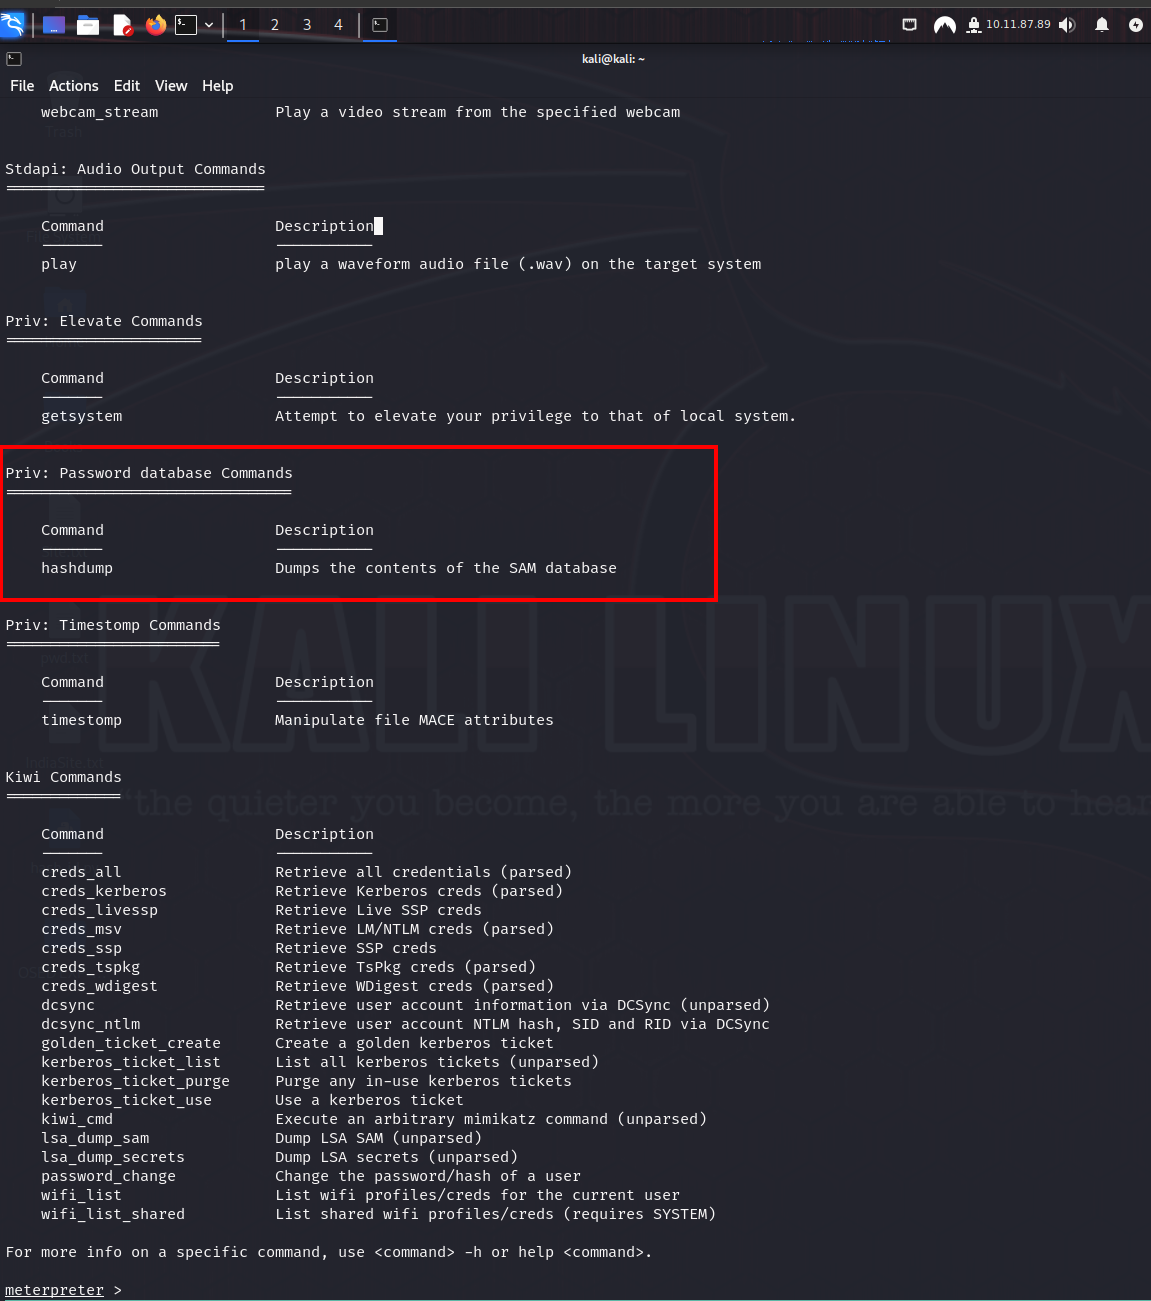 1 2 3 4 10.11.87.89
kali@kali: ~
File Actions Edit View Help
webcam_stream Play a video stream from the specified webcam
Trash
Stdapi: Audio Output Commands
=============================
Command Description
------- -----------
play play a waveform audio file (.wav) on the target system
Priv: Elevate Commands
======================
Command Description
------- -----------
getsystem Attempt to elevate your privilege to that of local system.
Priv: Password database Commands
================================
Command Description
------- -----------
hashdump Dumps the contents of the SAM database
Priv: Timestomp Commands
========================
KALI LINUX
pwd.txt
Command Description
------- -----------
timestomp Manipulate file MACE attributes
IndiaSite.txt
Kiwi Commands
=============
"the quieter you become, the more you are able to hear
Command Description
------- -----------
creds_all Retrieve all credentials (parsed)
creds_kerberos Retrieve Kerberos creds (parsed)
creds_livessp Retrieve Live SSP creds
creds_msv Retrieve LM/NTLM creds (parsed)
creds_ssp Retrieve SSP creds
creds_tspkg Retrieve TsPkg creds (parsed)
creds_wdigest Retrieve WDigest creds (parsed)
dcsync Retrieve user account information via DCSync (unparsed)
dcsync_ntlm Retrieve user account NTLM hash, SID and RID via DCSync
golden_ticket_create Create a golden kerberos ticket
kerberos_ticket_list List all kerberos tickets (unparsed)
kerberos_ticket_purge Purge any in-use kerberos tickets
kerberos_ticket_use Use a kerberos ticket
kiwi_cmd Execute an arbitrary mimikatz command (unparsed)
lsa_dump_sam Dump LSA SAM (unparsed)
lsa_dump_secrets Dump LSA secrets (unparsed)
password_change Change the password/hash of a user
wifi_list List wifi profiles/creds for the current user
wifi_list_shared List shared wifi profiles/creds (requires SYSTEM)
For more info on a specific command, use <command> -h or help <command>.
meterpreter >